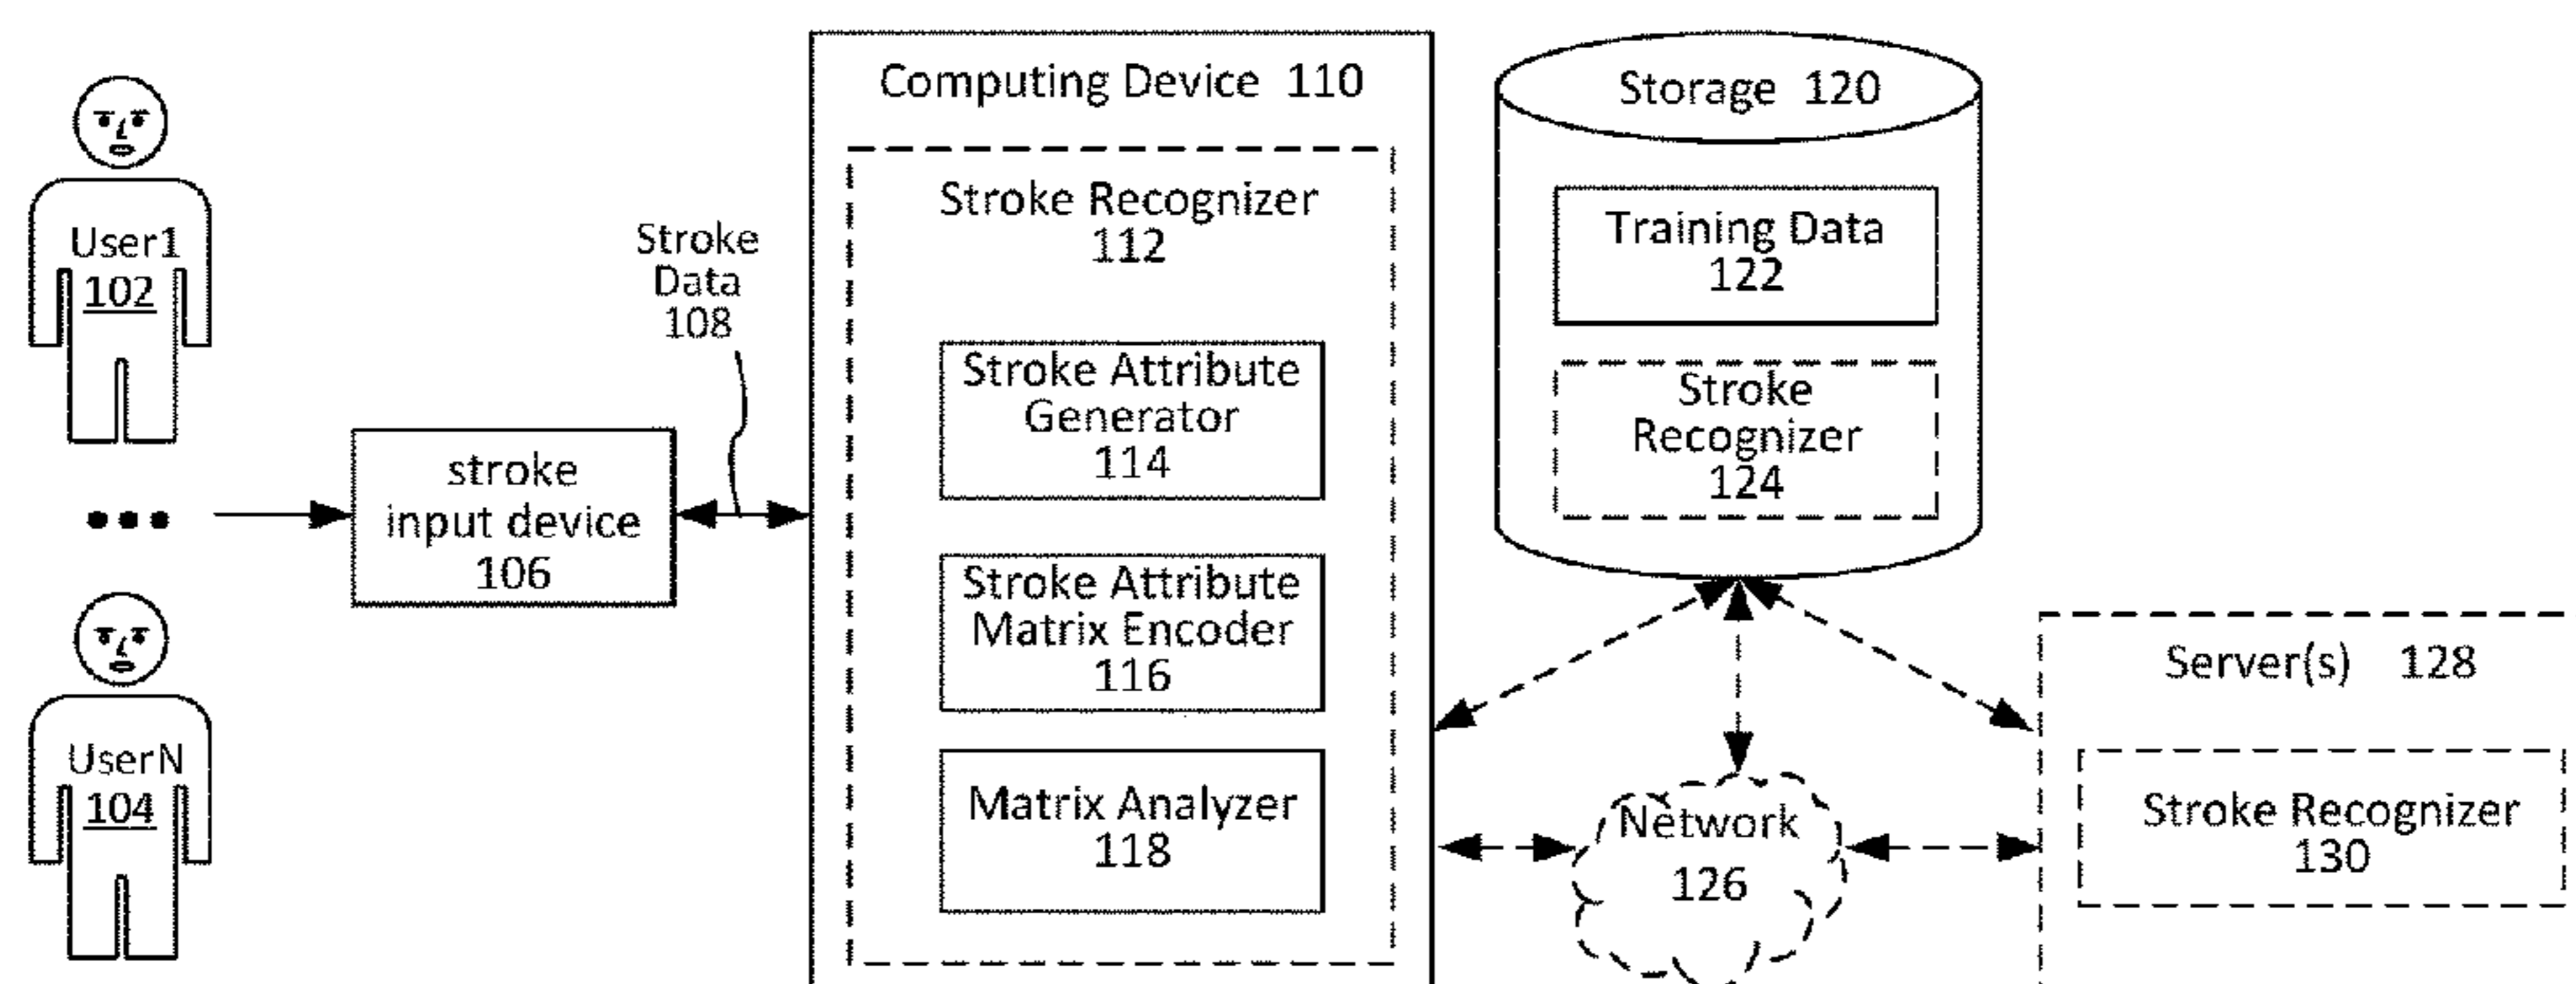 User1
102
•••
UserN
104
stroke
input device
106
Stroke
Data
108
Computing Device 110
Stroke Recognizer
112
Stroke Attribute
Generator
114
Stroke Attribute
Matrix Encoder
116
Matrix Analyzer
118
Storage 120
Training Data
122
Stroke
Recognizer
124
Network
126
Server(s) 128
Stroke Recognizer
130